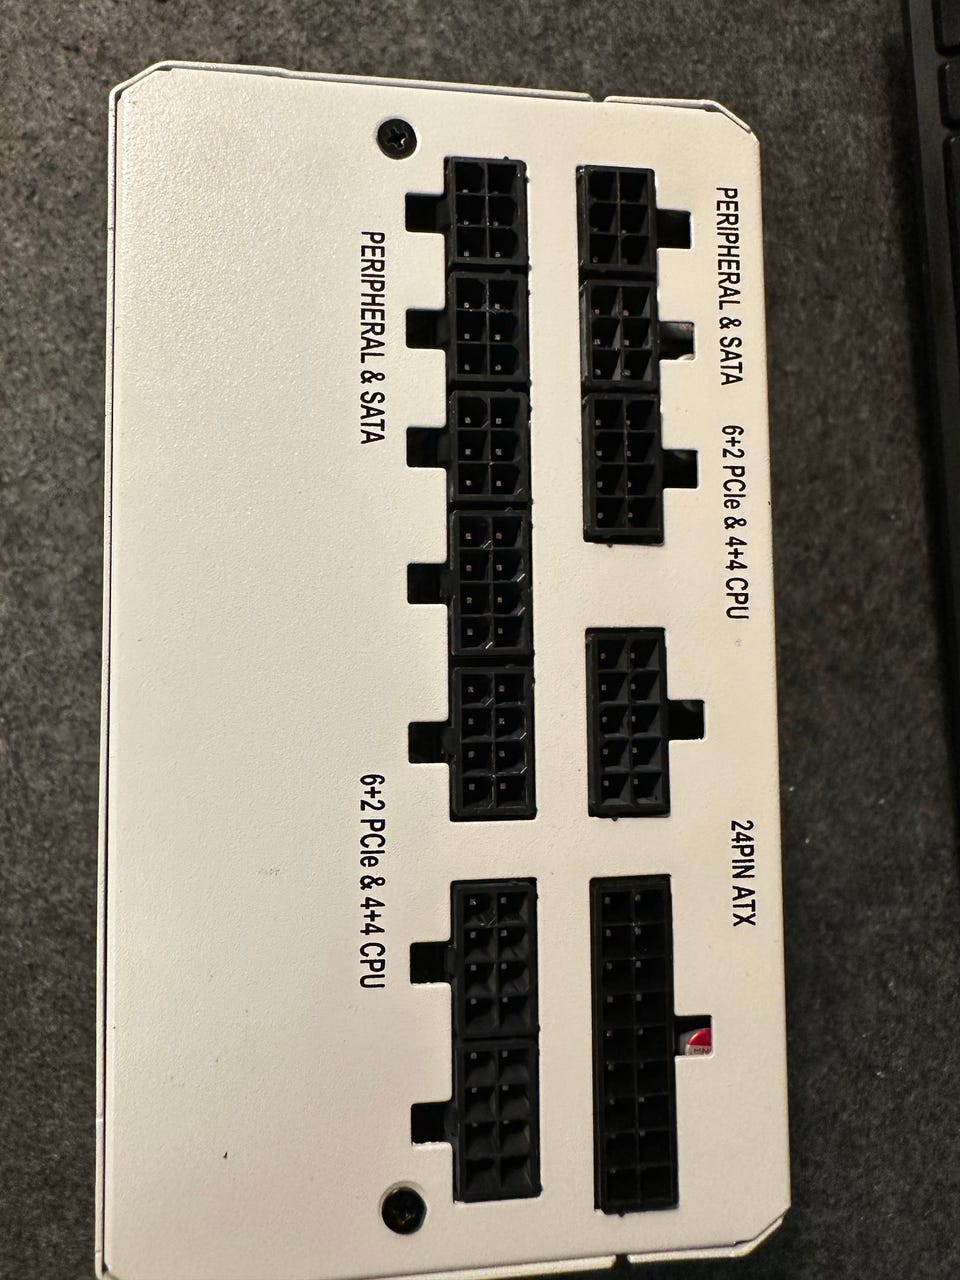 PERIPHERAL & SATA
6+2 PCIe & 4+4 CPU
24PIN ATX
PERIPHERAL & SATA
6+2 PCIe & 4+4 CPU